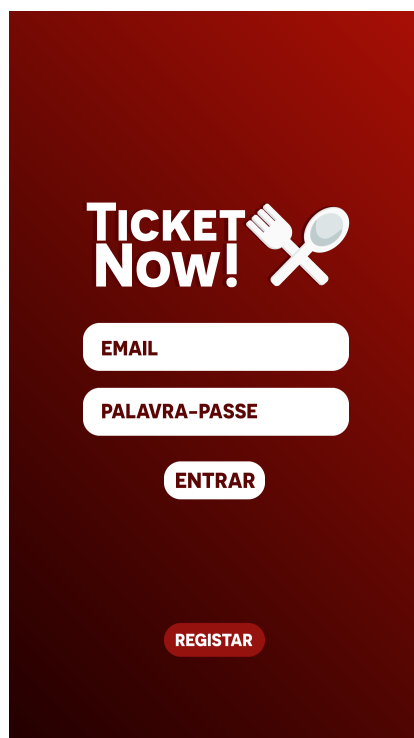 TICKET
NOW!
EMAIL
PALAVRA-PASSE
ENTRAR
REGISTAR